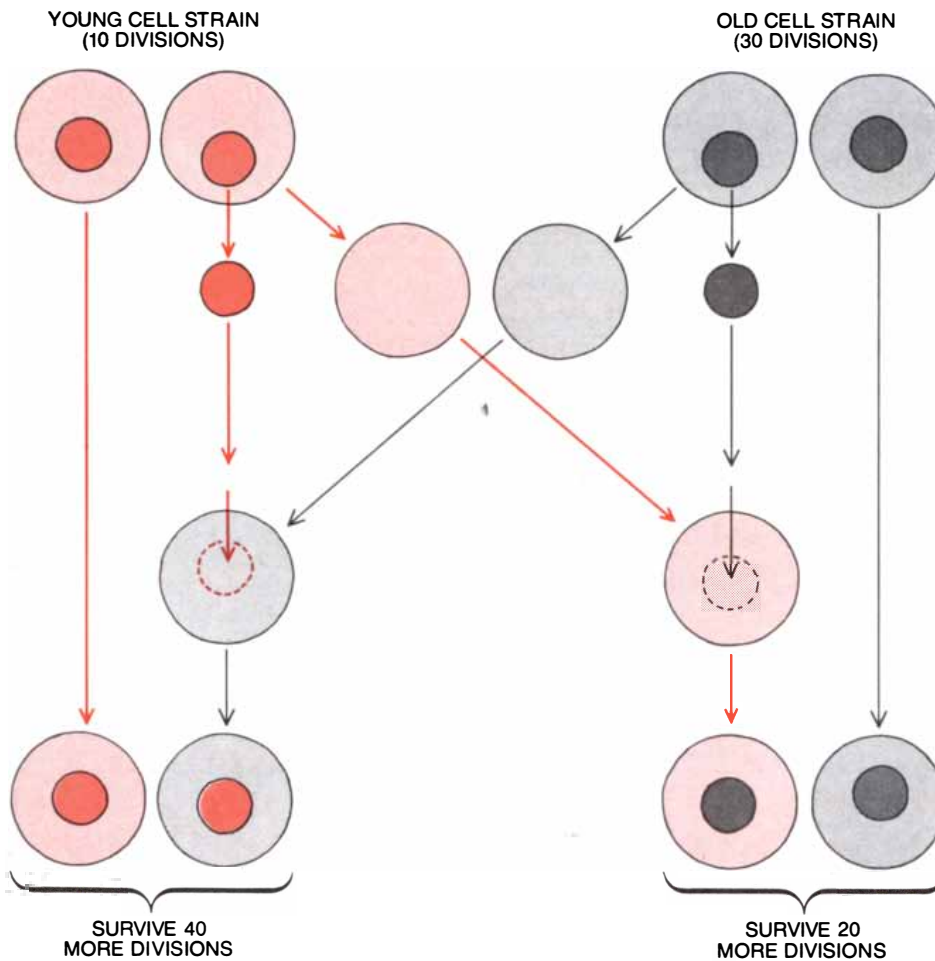 YOUNG CELL STRAIN
(10 DIVISIONS)
OLD CELL STRAIN
(30 DIVISIONS)
SURVIVE 40
MORE DIVISIONS
SURVIVE 20
MORE DIVISIONS